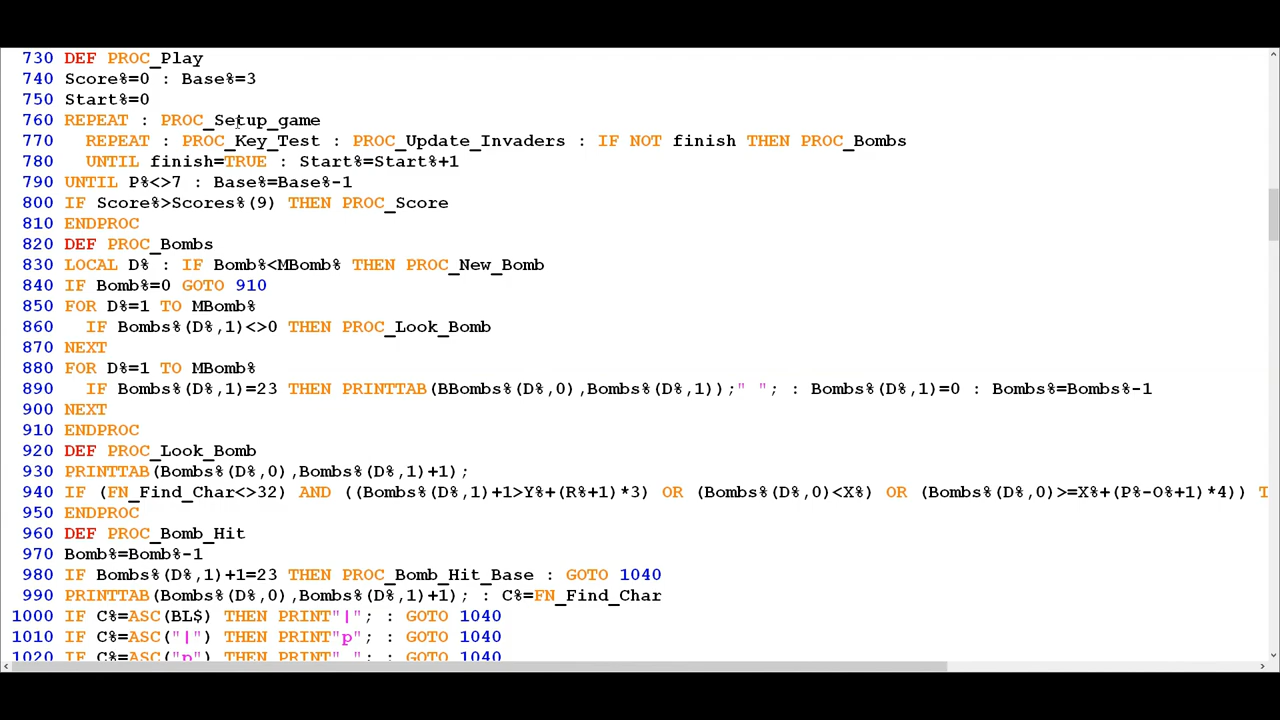 730 DEF PROC_Play
740 Score%=0 : Base%=3
750 Start%=0
760 REPEAT : PROC_Setup_game
770   REPEAT : PROC_Key_Test : PROC_Update_Invaders : IF NOT finish THEN PROC_Bombs
780   UNTIL finish=TRUE : Start%=Start%+1
790 UNTIL P%<>7 : Base%=Base%-1
800 IF Score%>Scores%(9) THEN PROC_Score
810 ENDPROC
820 DEF PROC_Bombs
830 LOCAL D% : IF Bomb%<MBomb% THEN PROC_New_Bomb
840 IF Bomb%=0 GOTO 910
850 FOR D%=1 TO MBomb%
860   IF Bombs%(D%,1)<>0 THEN PROC_Look_Bomb
870 NEXT
880 FOR D%=1 TO MBomb%
890   IF Bombs%(D%,1)=23 THEN PRINTTAB(BBombs%(D%,0),Bombs%(D%,1));" "; : Bombs%(D%,1)=0 : Bombs%=Bombs%-1
900 NEXT
910 ENDPROC
920 DEF PROC_Look_Bomb
930 PRINTTAB(Bombs%(D%,0),Bombs%(D%,1)+1);
940 IF (FN_Find_Char<>32) AND ((Bombs%(D%,1)+1>Y%+(R%+1)*3) OR (Bombs%(D%,0)<X%) OR (Bombs%(D%,0)>=X%+(P%-O%+1)*4)) T
950 ENDPROC
960 DEF PROC_Bomb_Hit
970 Bomb%=Bomb%-1
980 IF Bombs%(D%,1)+1=23 THEN PROC_Bomb_Hit_Base : GOTO 1040
990 PRINTTAB(Bombs%(D%,0),Bombs%(D%,1)+1); : C%=FN_Find_Char
1000 IF C%=ASC(BL$) THEN PRINT"|"; : GOTO 1040
1010 IF C%=ASC("|") THEN PRINT"p"; : GOTO 1040
1020 IF C%=ASC("p") THEN PRINT" "; : GOTO 1040